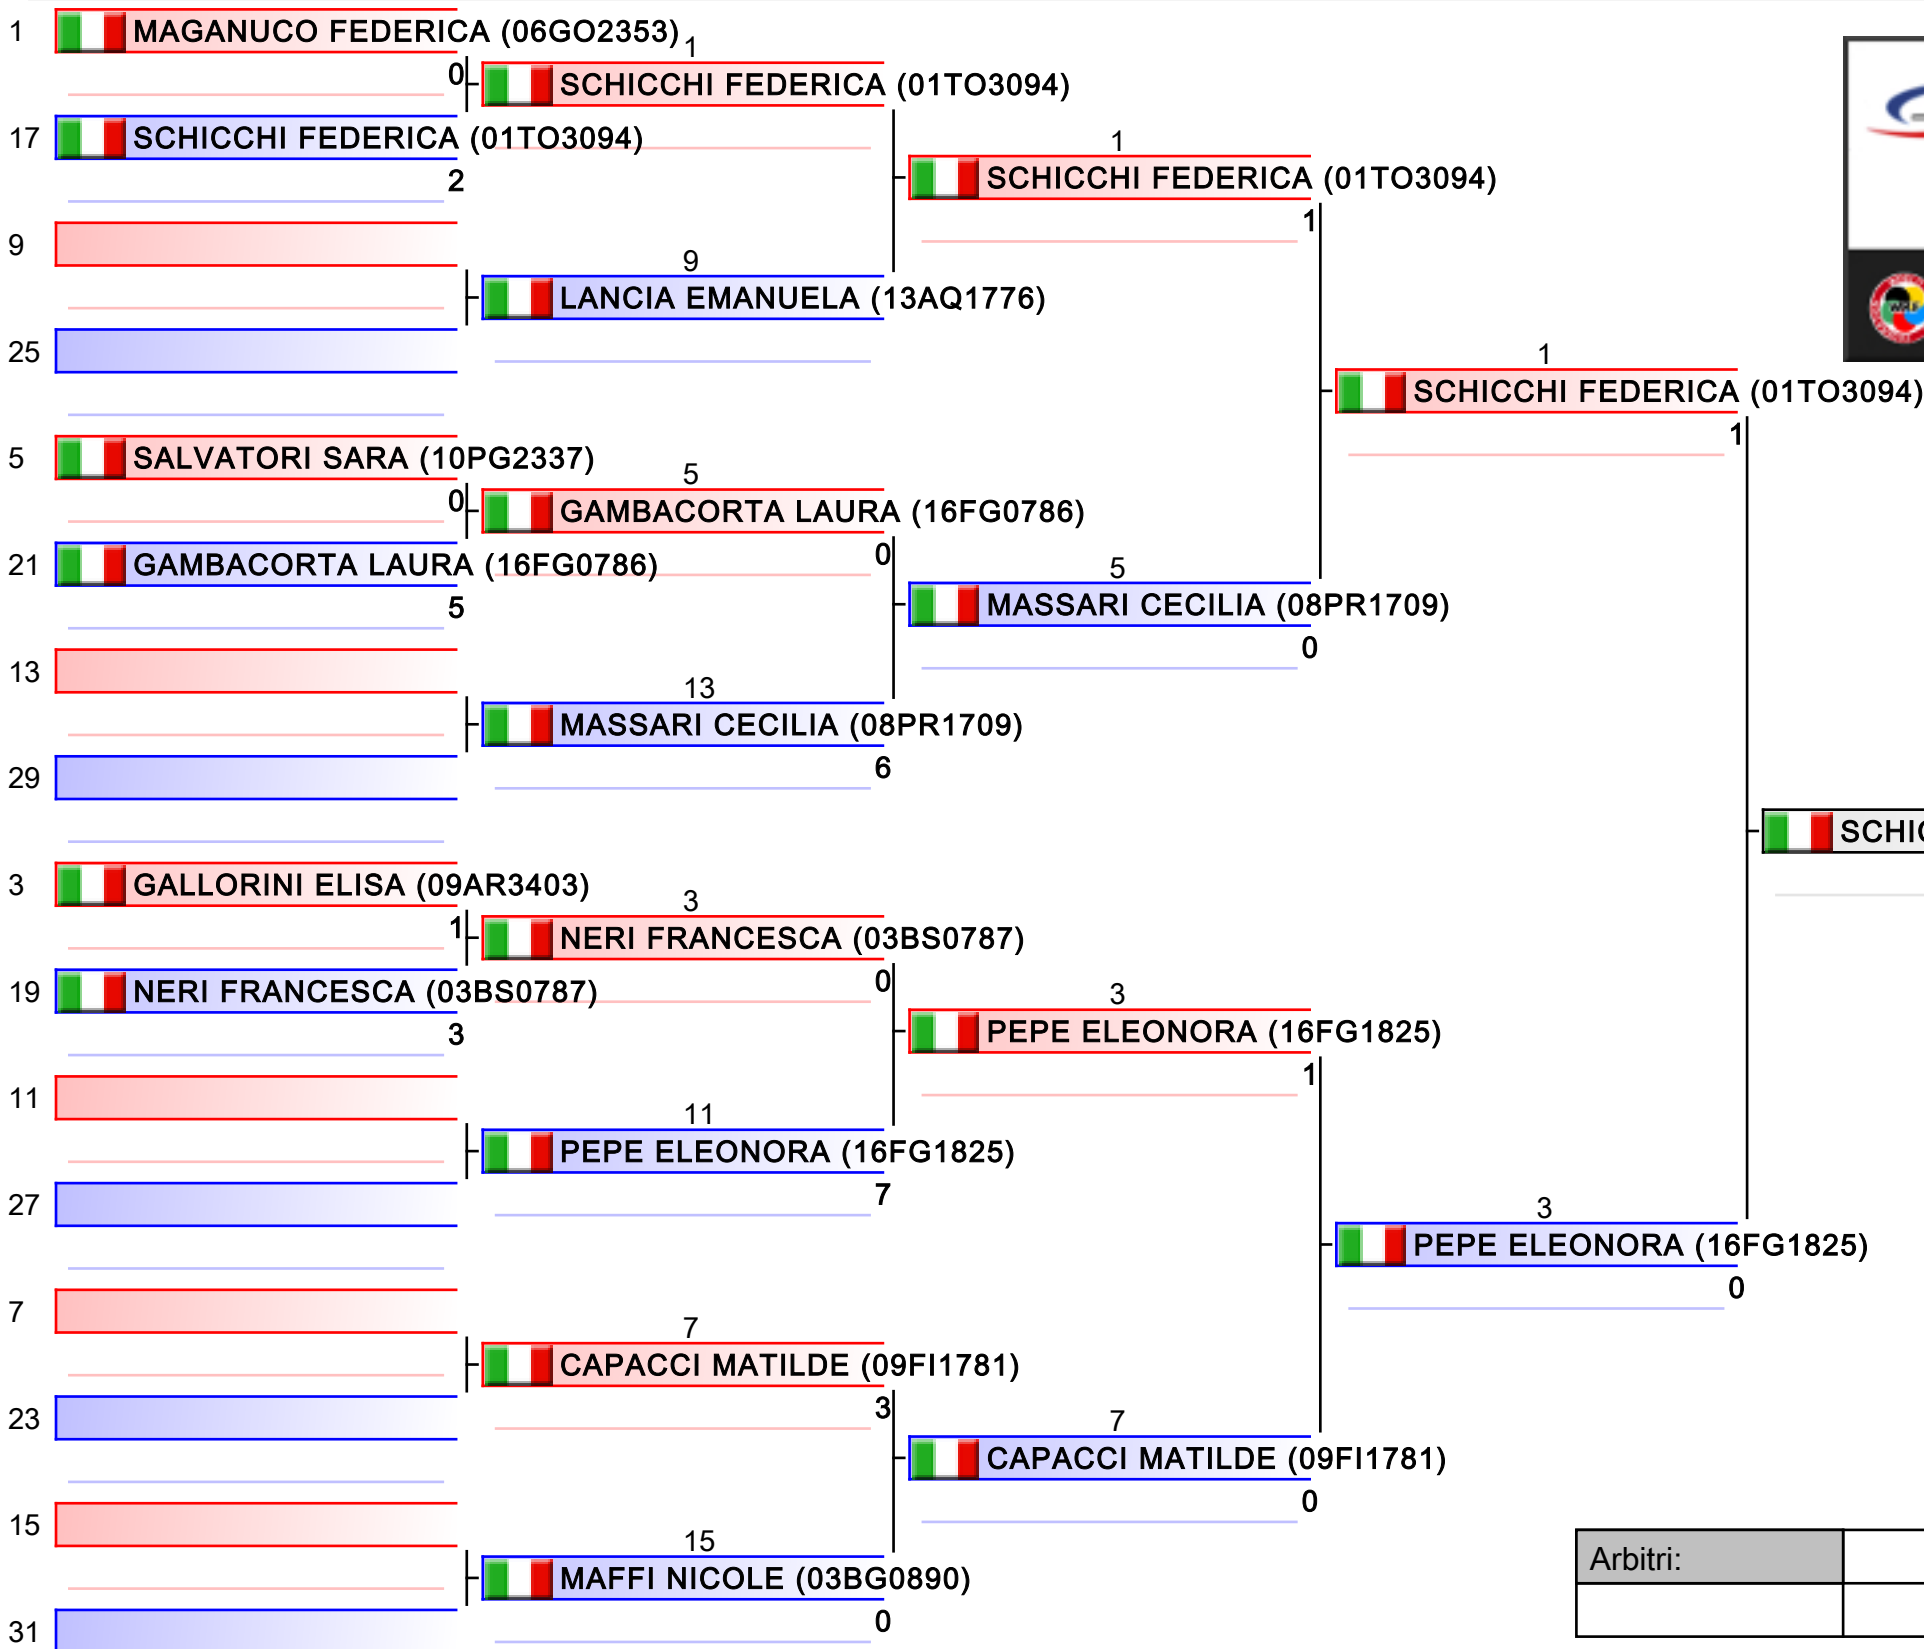 1 MAGANUCO FEDERICA (06GO2353)
0
17 SCHICCHI FEDERICA (01TO3094)
2
9
25
5 SALVATORI SARA (10PG2337)
0
21 GAMBACORTA LAURA (16FG0786)
5
13
29
3 GALLORINI ELISA (09AR3403)
1
19 NERI FRANCESCA (03BS0787)
3
11
27
7
23
15
31
1
SCHICCHI FEDERICA (01TO3094)
9
LANCIA EMANUELA (13AQ1776)
5
GAMBACORTA LAURA (16FG0786)
0
13
MASSARI CECILIA (08PR1709)
6
3
NERI FRANCESCA (03BS0787)
0
11
PEPE ELEONORA (16FG1825)
7
7
CAPACCI MATILDE (09FI1781)
3
15
MAFFI NICOLE (03BG0890)
0
1
SCHICCHI FEDERICA (01TO3094)
1
5
MASSARI CECILIA (08PR1709)
0
3
PEPE ELEONORA (16FG1825)
1
7
CAPACCI MATILDE (09FI1781)
0
1
SCHICCHI FEDERICA (01TO3094)
1
3
PEPE ELEONORA (16FG1825)
0
Arbitri: